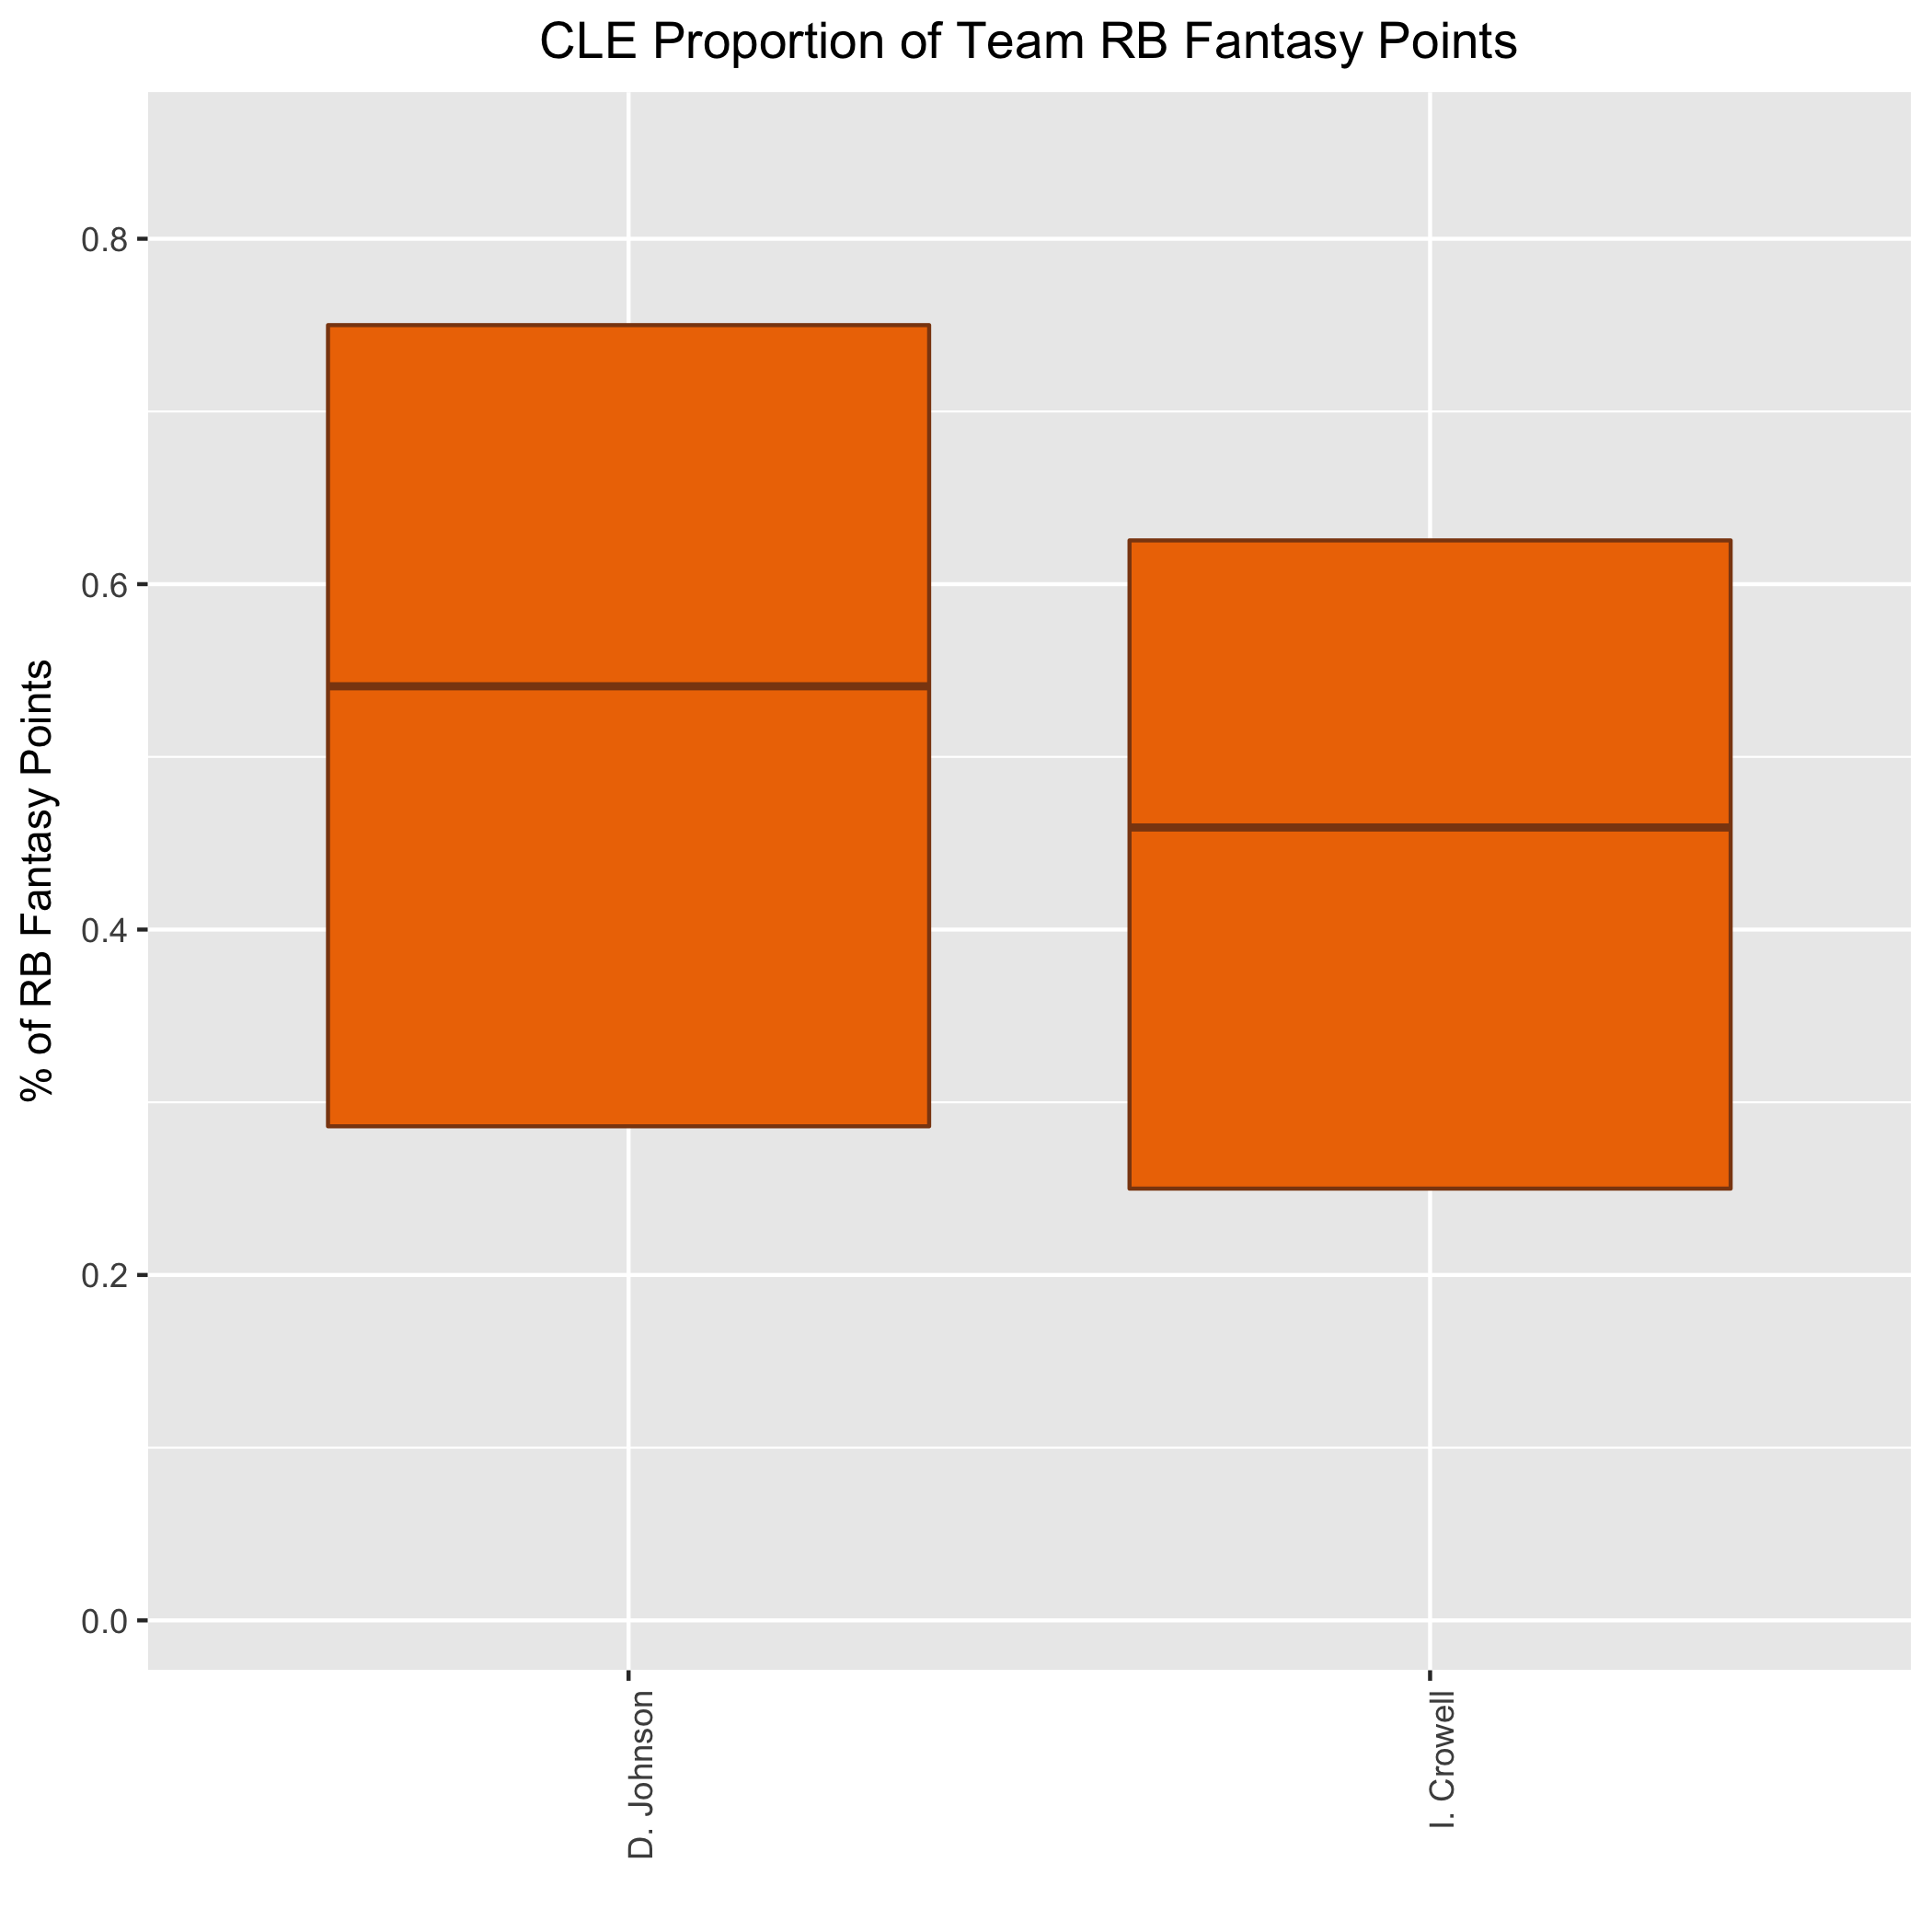 CLE Proportion of Team RB Fantasy Points
% of RB Fantasy Points
0.8
0.6
0.4
0.2
0.0
D. Johnson
I. Crowell